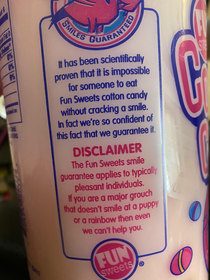 SMILES GUARANTEED
It has been scientifically
proven that it is impossible
for someone to eat
Fun Sweets cotton candy
without cracking a smile.
In fact we're so confident of
this fact that we guarantee it.
DISCLAIMER
The Fun Sweets smile
guarantee applies to typically
pleasant individuals.
If you are a major grouch
that doesn't smile at a puppy
or a rainbow then even
we can't help you.
FUN
sweets